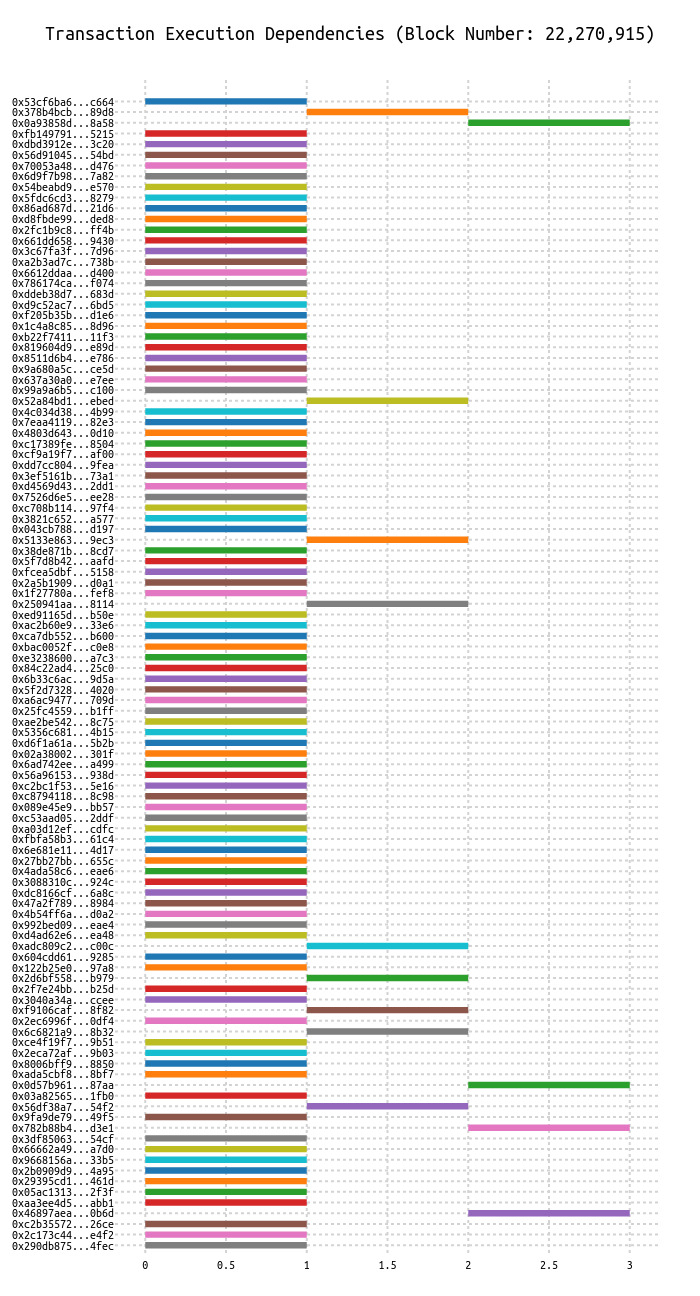 Transaction Execution Dependencies (Block Number: 22,270,915)
0x53cf6ba6...c664
0x378b4bcb...89d8
0x0a93858d...8a58
0xfb149791...5215
0xdbd3912e...3c20
0x56d91045...54bd
0x70053a48...d476
0x6d9f7b98...7a82
0x54beabd9...e570
0x5fdc6cd3...8279
0x86ad687d...21d6
0xd8fbde99...ded8
0x2fc1b9c8...ff4b
0x661dd658...9430
0x3c67fa3f...7d96
0xa2b3ad7c...738b
0x6612ddaa...d400
0x786174ca...f074
0xddeb38d7...683d
0xd9c52ac7...6bd5
0xf205b35b...d1e6
0x1c4a8c85...8d96
0xb22f7411...11f3
0x819604d9...e89d
0x8511d6b4...e786
0x9a680a5c...ce5d
0x637a30a0...e7ee
0x99a9a6b5...c100
0x52a84bd1...ebed
0x4c034d38...4b99
0x7eaa4119...82e3
0x4803d643...0d10
0xc17389fe...8504
0xcf9a19f7...af00
0xdd7cc804...9fea
0x3ef5161b...73a1
0xd4569d43...2dd1
0x7526d6e5...ee28
0xc708b114...97f4
0x3821c652...a577
0x043cb788...d197
0x5133e863...9ec3
0x38de871b...8cd7
0x5f7d8b42...aafd
0xfcea5dbf...5158
0x2a5b1909...d0a1
0x1f27780a...fef8
0x250941aa...8114
0xed91165d...b50e
0xac2b60e9...33e6
0xca7db552...b600
0xbac0052f...c0e8
0xe3238600...a7c3
0x84c22ad4...25c0
0x6b33c6ac...9d5a
0x5f2d7328...4020
0xa6ac9477...709d
0x25fc4559...b1ff
0xae2be542...8c75
0x5356c681...4b15
0xd6f1a61a...5b2b
0x02a38002...301f
0x6ad742ee...a499
0x56a96153...938d
0xc2bc1f53...5e16
0xc8794118...8c98
0x089e45e9...bb57
0xc53aad05...2ddf
0xa03d12ef...cdfc
0xfbfa58b3...61c4
0x6e681e11...4d17
0x27bb27bb...655c
0x4ada58c6...eae6
0x3088310c...924c
0xdc8166cf...6a8c
0x47a2f789...8984
0x4b54ff6a...d0a2
0x992bed09...eae4
0xd4ad62e6...ea48
0xadc809c2...c00c
0x604cdd61...9285
0x122b25e0...97a8
0x2d6bf558...b979
0x2f7e24bb...b25d
0x3040a34a...ccee
0xf9106caf...8f82
0x2ec6996f...0df4
0x6c6821a9...8b32
0xce4f19f7...9b51
0x2eca72af...9b03
0x8006bff9...8850
0xada5cbf8...8bf7
0x0d57b961...87aa
0x03a82565...1fb0
0x56df38a7...54f2
0x9fa9de79...49f5
0x782b88b4...d3e1
0x3df85063...54cf
0x66662a49...a7d0
0x9668156a...33b5
0x2b0909d9...4a95
0x29395cd1...461d
0x05ac1313...2f3f
0xaa3ee4d5...abb1
0x46897aea...0b6d
0xc2b35572...26ce
0x2c173c44...e4f2
0x290db875...4fec
0 0.5 1 1.5 2 2.5 3